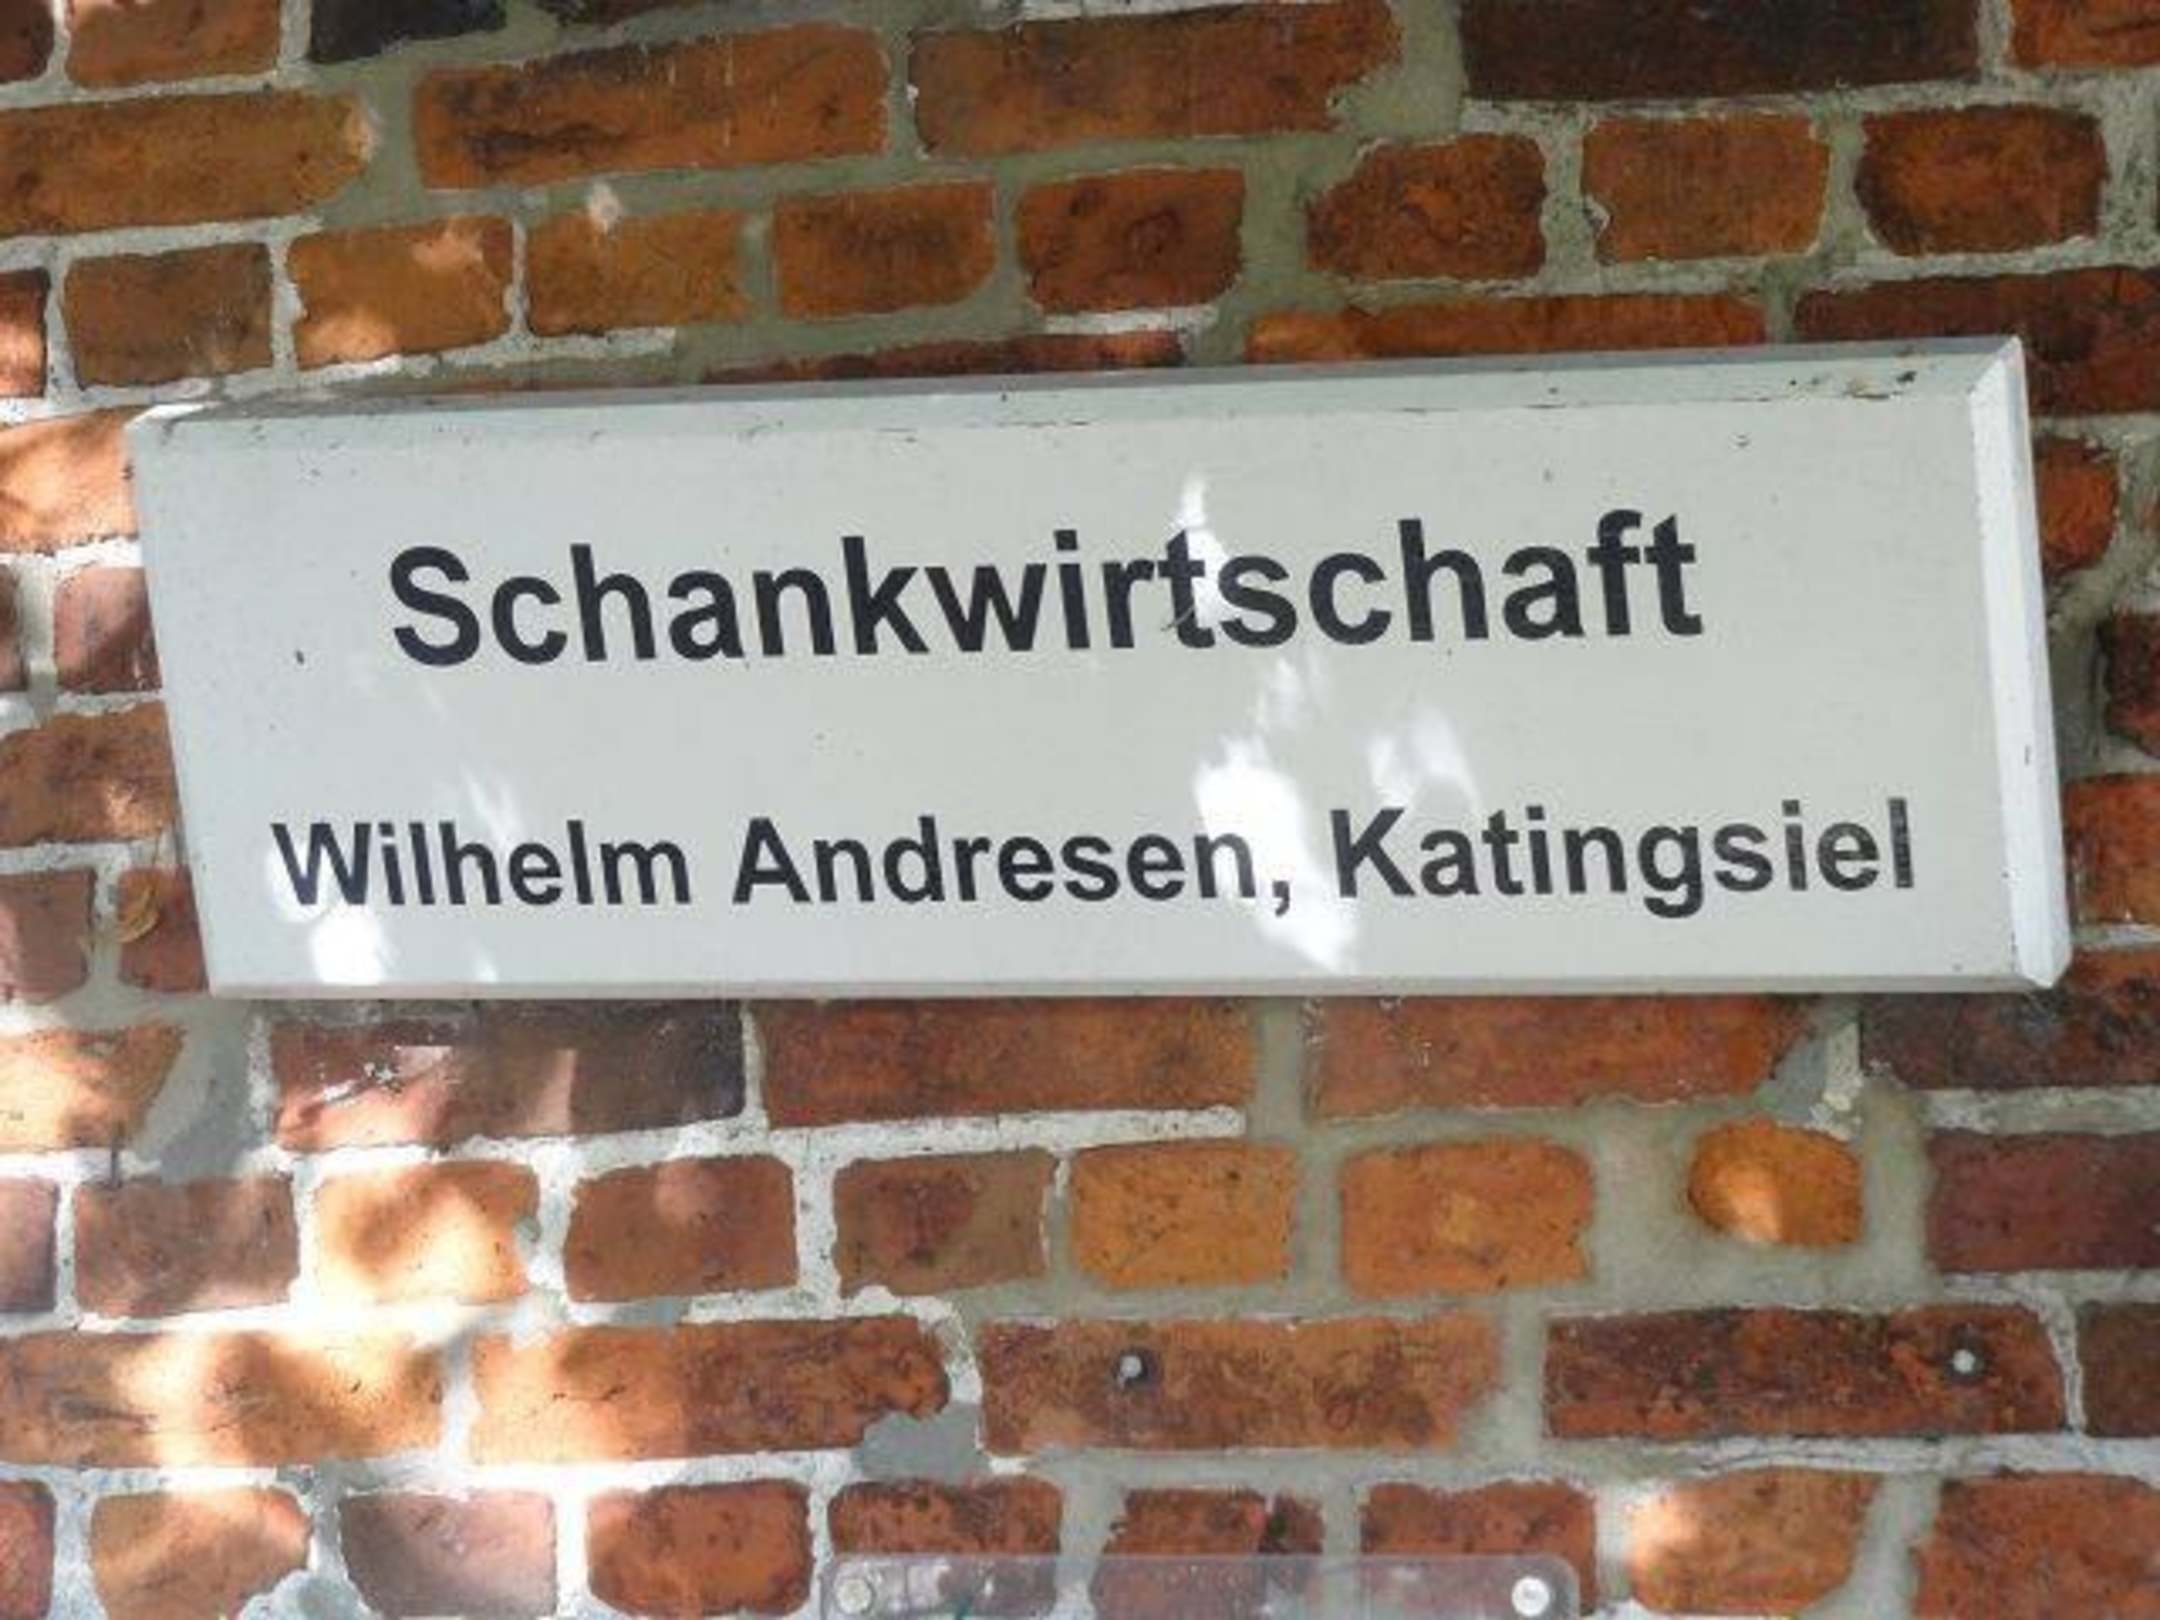 Schankwirtschaft
Wilhelm Andresen, Katingsiel